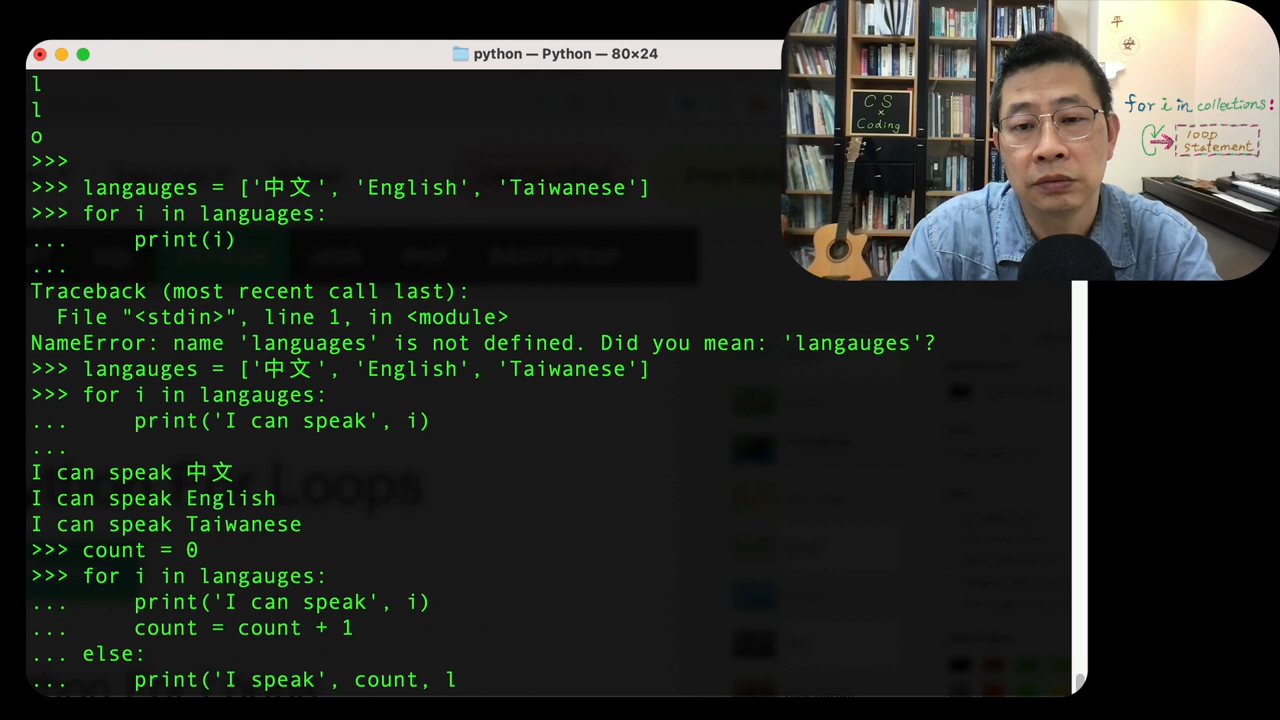 python — Python — 80×24
l
l
o
>>>
>>> langauges = ['中文', 'English', 'Taiwanese']
>>> for i in languages:
...     print(i)
...
Traceback (most recent call last):
  File "<stdin>", line 1, in <module>
NameError: name 'languages' is not defined. Did you mean: 'langauges'?
>>> langauges = ['中文', 'English', 'Taiwanese']
>>> for i in langauges:
...     print('I can speak', i)
...
I can speak 中文
I can speak English
I can speak Taiwanese
>>> count = 0
>>> for i in langauges:
...     print('I can speak', i)
...     count = count + 1
... else:
...     print('I speak', count, l
CS
×
Coding
平
安
for i in collections:
loop
statement